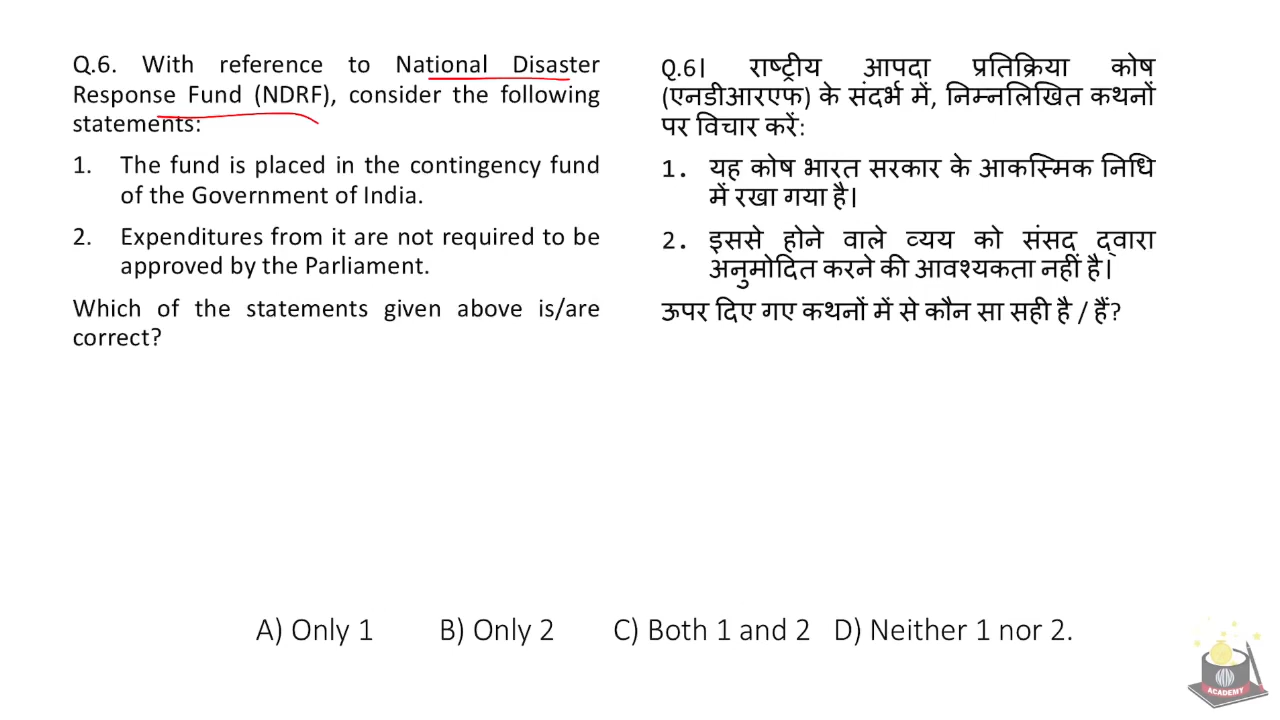 Q.6. With reference to National Disaster
Response Fund (NDRF), consider the following
statements:
1. The fund is placed in the contingency fund
of the Government of India.
2. Expenditures from it are not required to be
approved by the Parliament.
Which of the statements given above is/are
correct?
Q.6। राष्ट्रीय आपदा प्रतिक्रिया कोष
(एनडीआरएफ) के संदर्भ में, निम्नलिखित कथनों
पर विचार करें:
1. यह कोष भारत सरकार के आकस्मिक निधि
में रखा गया है।
2. इससे होने वाले व्यय को संसद द्वारा
अनुमोदित करने की आवश्यकता नहीं है।
ऊपर दिए गए कथनों में से कौन सा सही है / हैं?
A) Only 1 B) Only 2 C) Both 1 and 2 D) Neither 1 nor 2.
ACADEMY